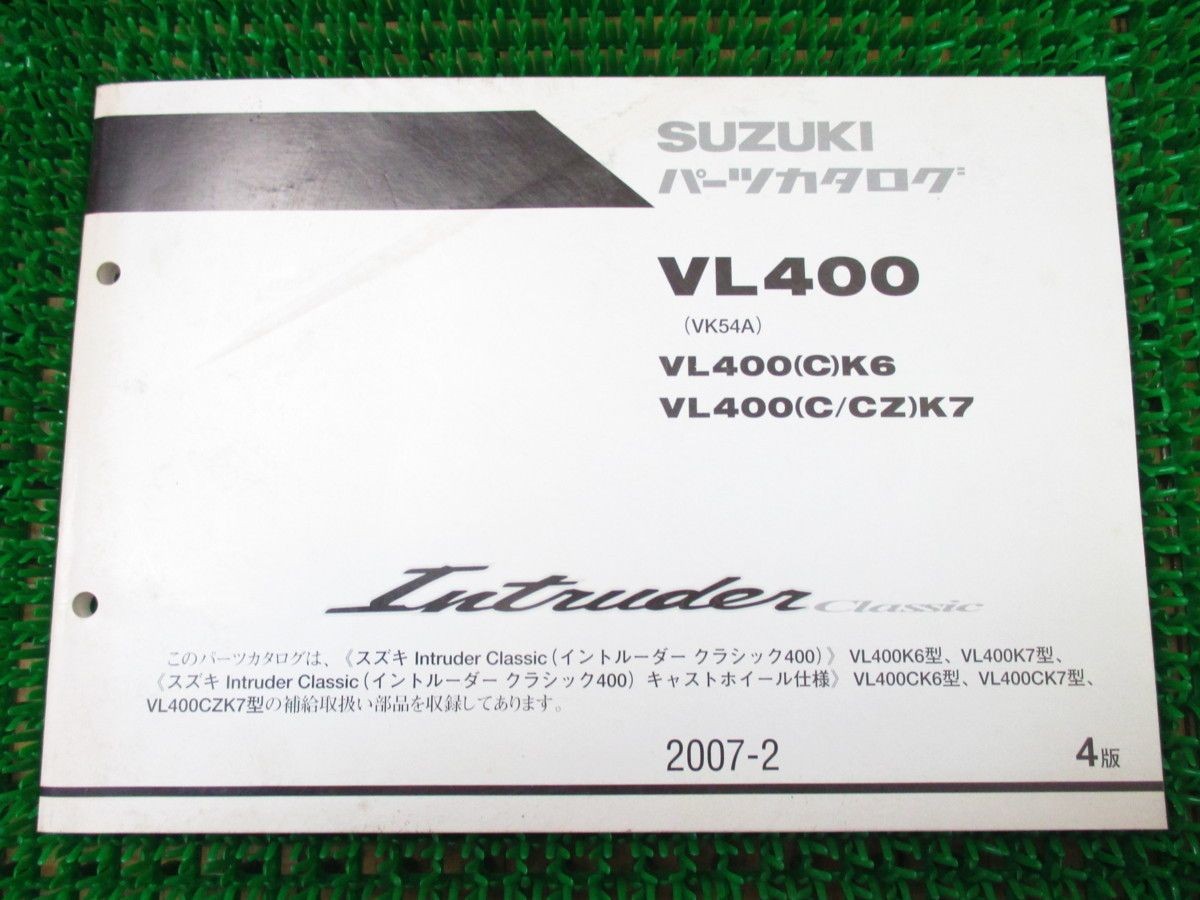 SUZUKI
パーツカタログ
VL400
(VK54A)
VL400(C)K6
VL400(C/CZ)K7
Intruder Classic
このパーツカタログは、《スズキ Intruder Classic(イントルーダー クラシック400)》 VL400K6型、VL400K7型、
《スズキ Intruder Classic(イントルーダー クラシック400) キャストホイール仕様》 VL400CK6型、VL400CK7型、
VL400CZK7型の補給取扱い部品を収録してあります。
2007-2 4版